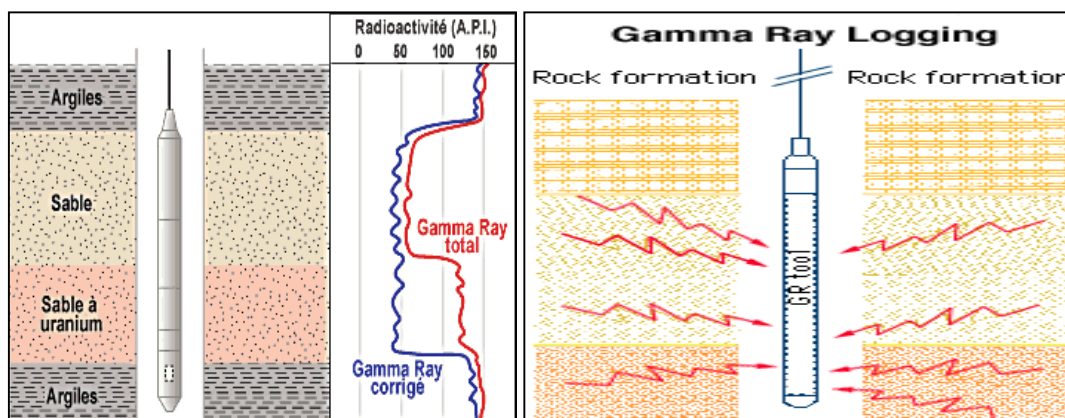 Radioactivité (A.P.I.)
0 50 100 150
Argiles
Sable
Gamma Ray
total
Sable à
uranium
Gamma Ray
corrigé
Argiles
Gamma Ray Logging
Rock formation
Rock formation
GR tool